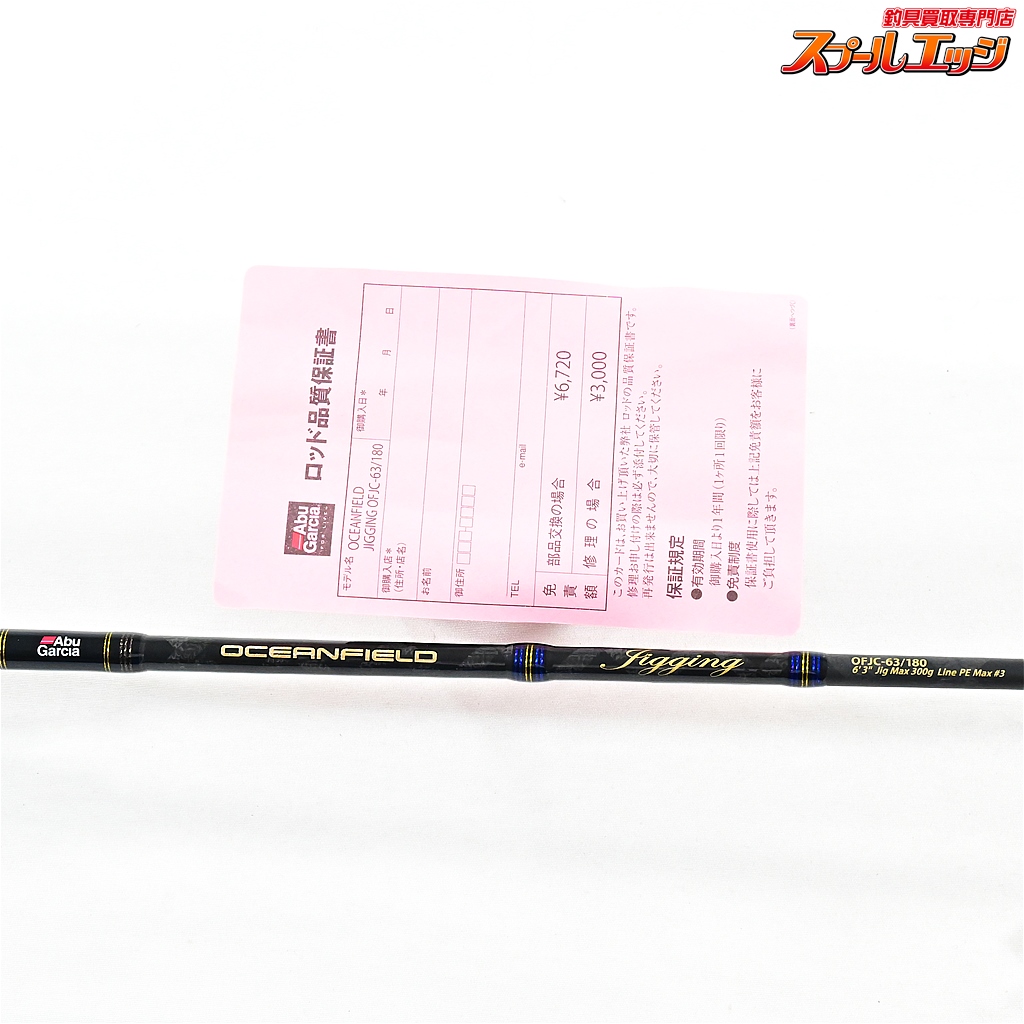 釣具買取専門店
スプールエッジ
Abu
Garcia
ロッド品質保証書
モデル名 OCEANFIELD
JIGGING OFJC-63/180
御購入日*
年 月 日
御購入店*
(住所・店名)
お名前
御住所
TEL
e-mail
免責額
部品交換の場合 ¥6,720
修理の場合 ¥3,000
このカードは、お買い上げ頂いた弊社 ロッドの品質保証書です。
修理お申し付けの際は必ず添付してください。
再発行は出来ませんので、大切に保管してください。
保証規定
●有効期間
御購入日より1年間(1ヶ所1回限り)
●免責制度
保証書使用に際しては上記免責額をお客様に
ご負担して頂きます。
Abu
Garcia
OCEANFIELD
Jigging
OFJC-63/180
6'3" Jig Max 300g Line PE Max #3